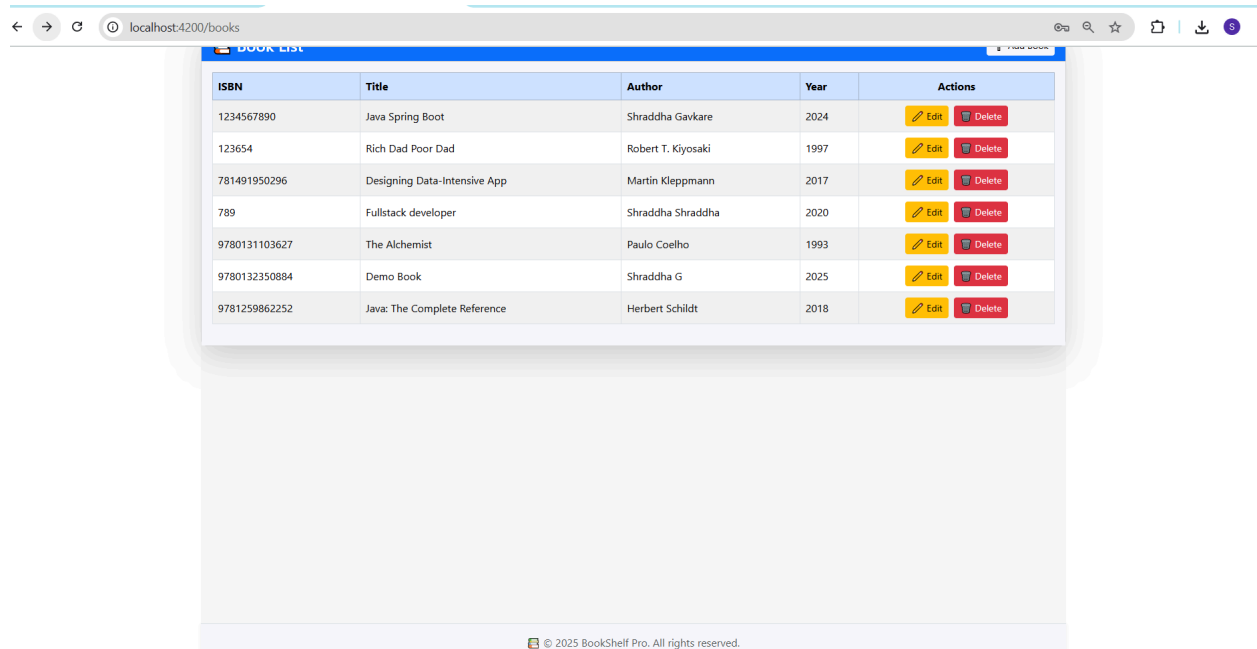 localhost:4200/books
S
Book List Add Book
ISBN Title Author Year Actions
1234567890 Java Spring Boot Shraddha Gavkare 2024 Edit Delete
123654 Rich Dad Poor Dad Robert T. Kiyosaki 1997 Edit Delete
781491950296 Designing Data-Intensive App Martin Kleppmann 2017 Edit Delete
789 Fullstack developer Shraddha Shraddha 2020 Edit Delete
9780131103627 The Alchemist Paulo Coelho 1993 Edit Delete
9780132350884 Demo Book Shraddha G 2025 Edit Delete
9781259862252 Java: The Complete Reference Herbert Schildt 2018 Edit Delete
© 2025 BookShelf Pro. All rights reserved.